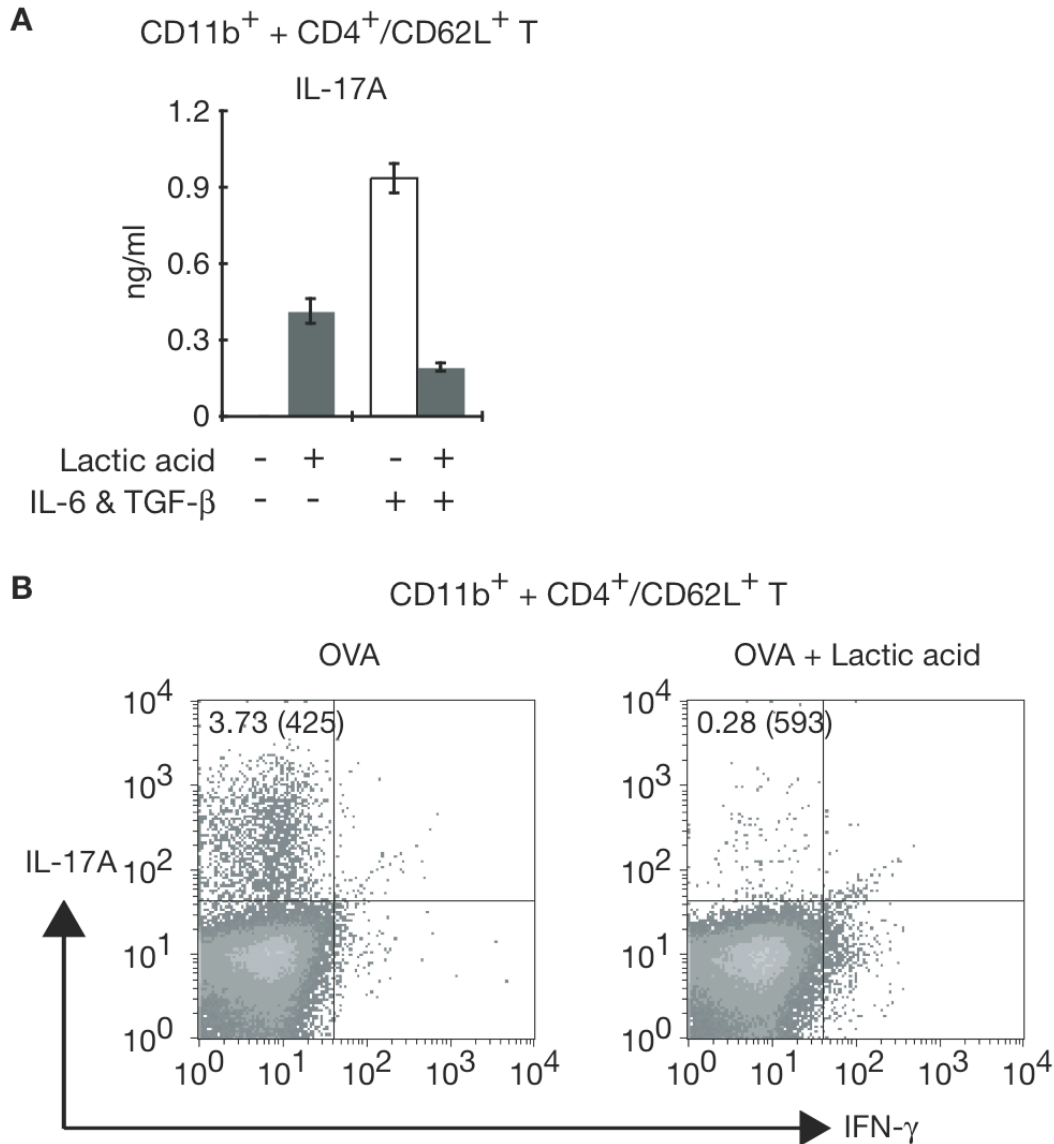 A
CD11b⁺ + CD4⁺/CD62L⁺ T
IL-17A
1.2
0.9
0.6
0.3
0
ng/ml
Lactic acid - + - +
IL-6 & TGF-β - - + +
B
CD11b⁺ + CD4⁺/CD62L⁺ T
OVA
OVA + Lactic acid
10⁴
10³
10²
10¹
10⁰
3.73 (425)
10⁰ 10¹ 10² 10³ 10⁴
10⁴
10³
10²
10¹
10⁰
0.28 (593)
10⁰ 10¹ 10² 10³ 10⁴
IL-17A
IFN-γ